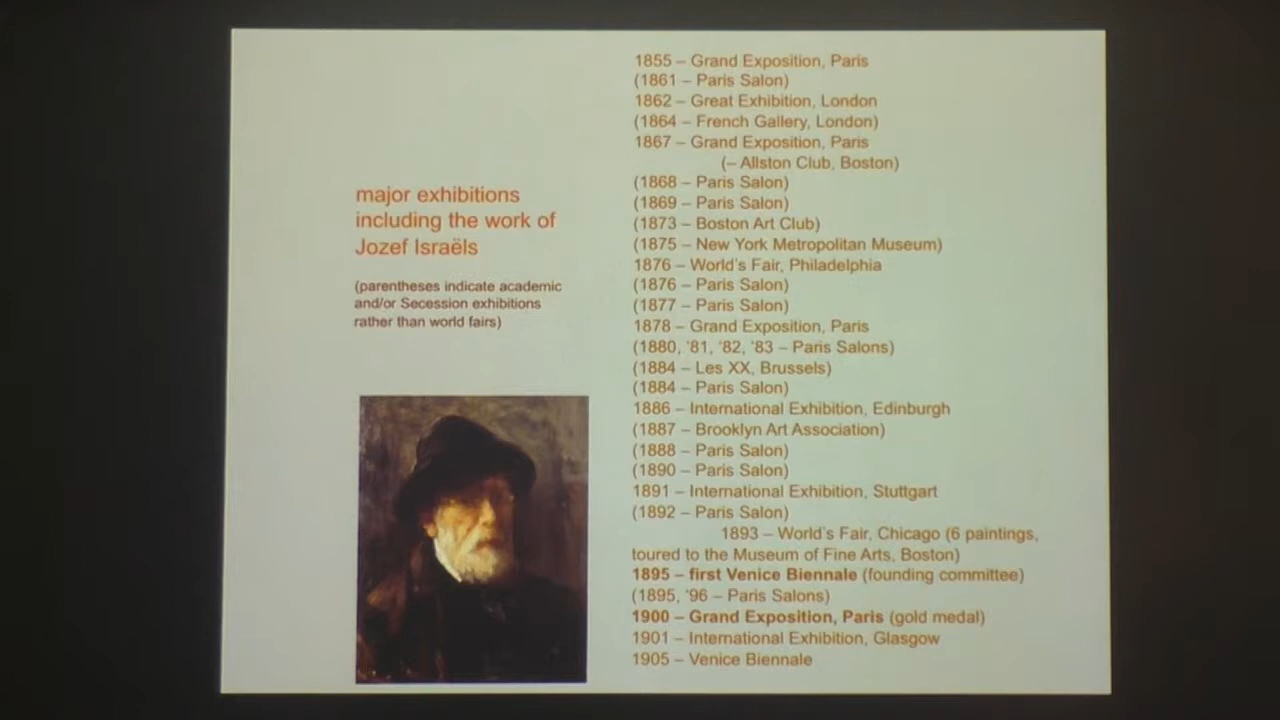 major exhibitions
including the work of
Jozef Israëls
(parentheses indicate academic
and/or Secession exhibitions
rather than world fairs)
1855 – Grand Exposition, Paris
(1861 – Paris Salon)
1862 – Great Exhibition, London
(1864 – French Gallery, London)
1867 – Grand Exposition, Paris
(– Allston Club, Boston)
(1868 – Paris Salon)
(1869 – Paris Salon)
(1873 – Boston Art Club)
(1875 – New York Metropolitan Museum)
1876 – World's Fair, Philadelphia
(1876 – Paris Salon)
(1877 – Paris Salon)
1878 – Grand Exposition, Paris
(1880, '81, '82, '83 – Paris Salons)
(1884 – Les XX, Brussels)
(1884 – Paris Salon)
1886 – International Exhibition, Edinburgh
(1887 – Brooklyn Art Association)
(1888 – Paris Salon)
(1890 – Paris Salon)
1891 – International Exhibition, Stuttgart
(1892 – Paris Salon)
1893 – World's Fair, Chicago (6 paintings,
toured to the Museum of Fine Arts, Boston)
1895 – first Venice Biennale (founding committee)
(1895, '96 – Paris Salons)
1900 – Grand Exposition, Paris (gold medal)
1901 – International Exhibition, Glasgow
1905 – Venice Biennale